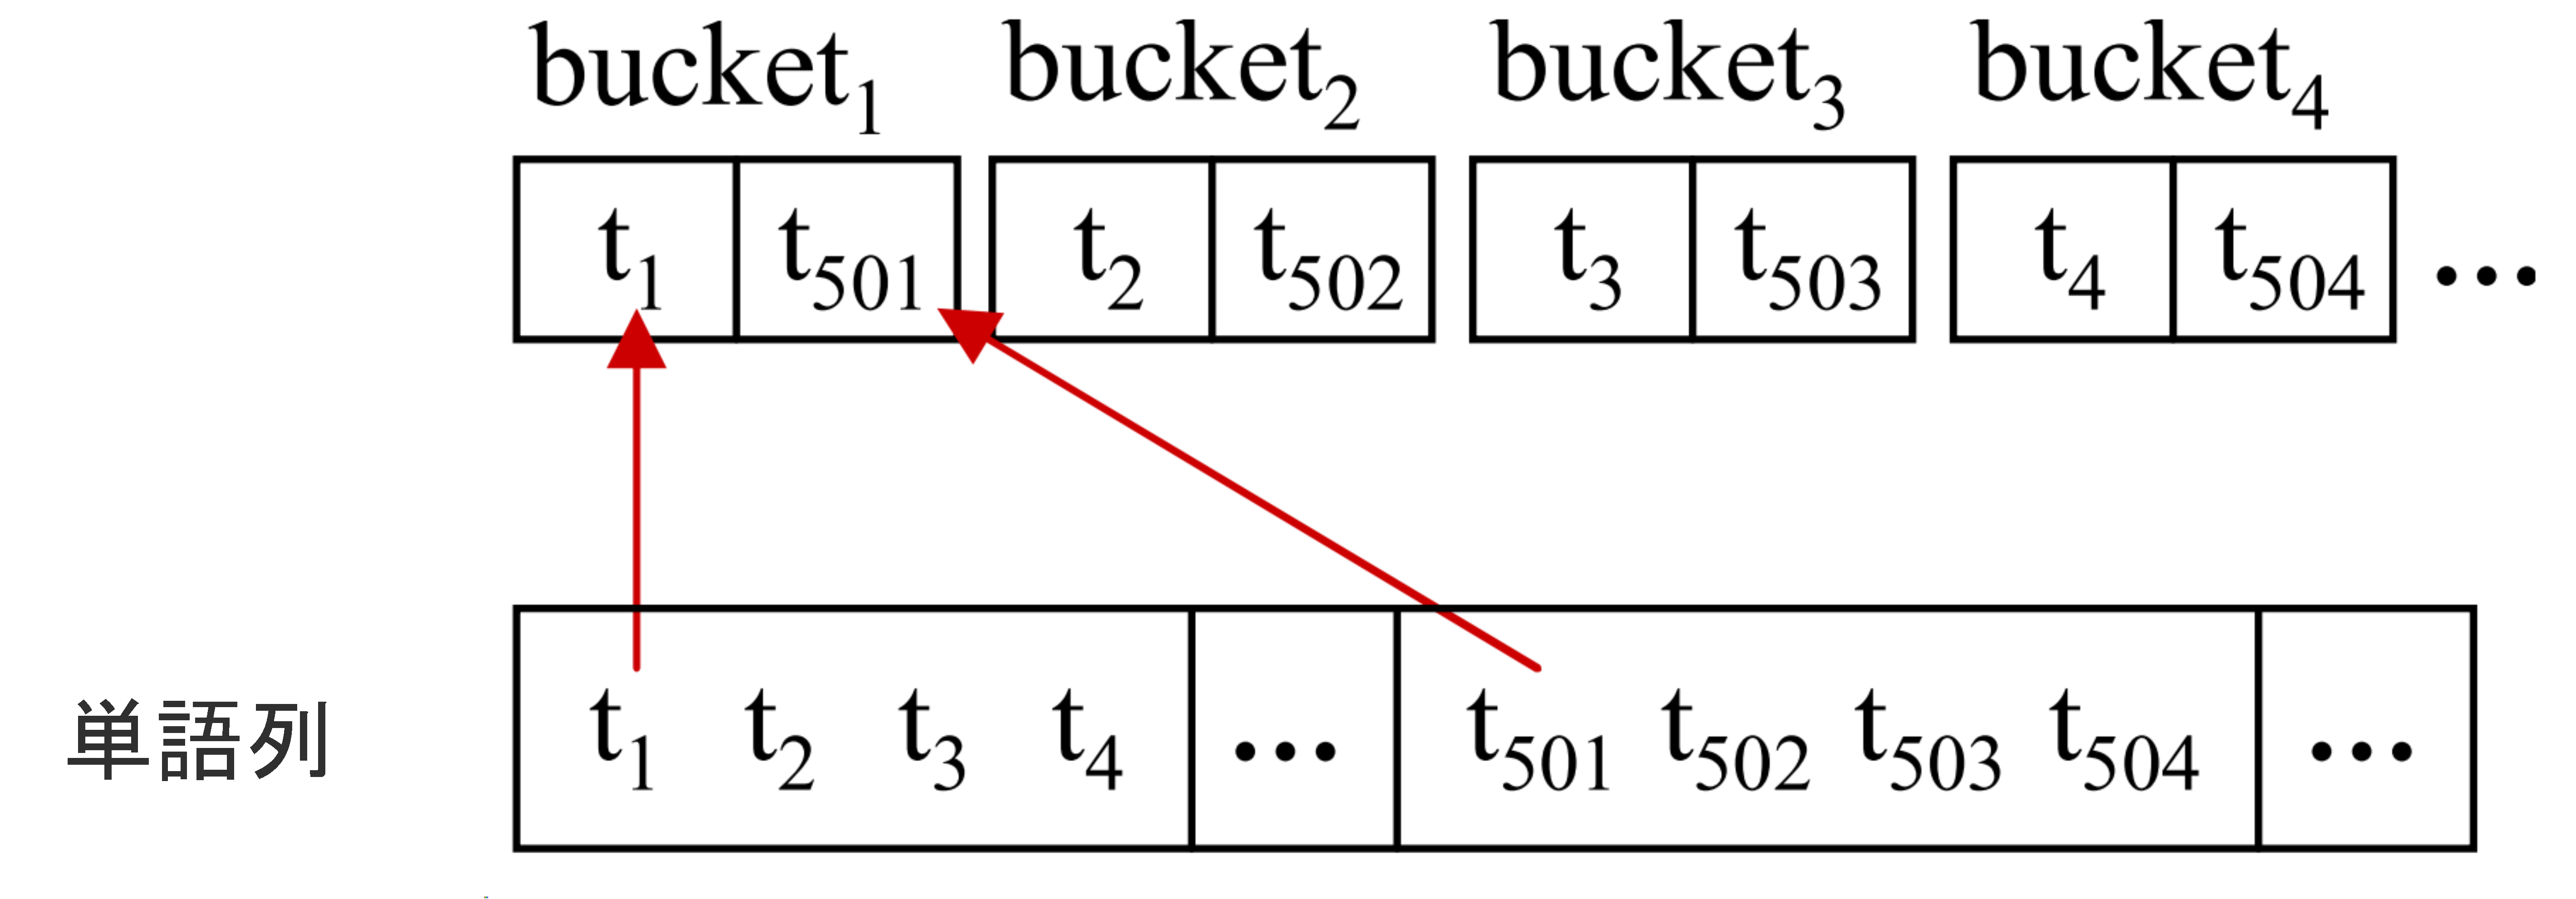 bucket₁ bucket₂ bucket₃ bucket₄
t₁ t₅₀₁ t₂ t₅₀₂ t₃ t₅₀₃ t₄ t₅₀₄ ...
単語列 t₁ t₂ t₃ t₄ ... t₅₀₁ t₅₀₂ t₅₀₃ t₅₀₄ ...